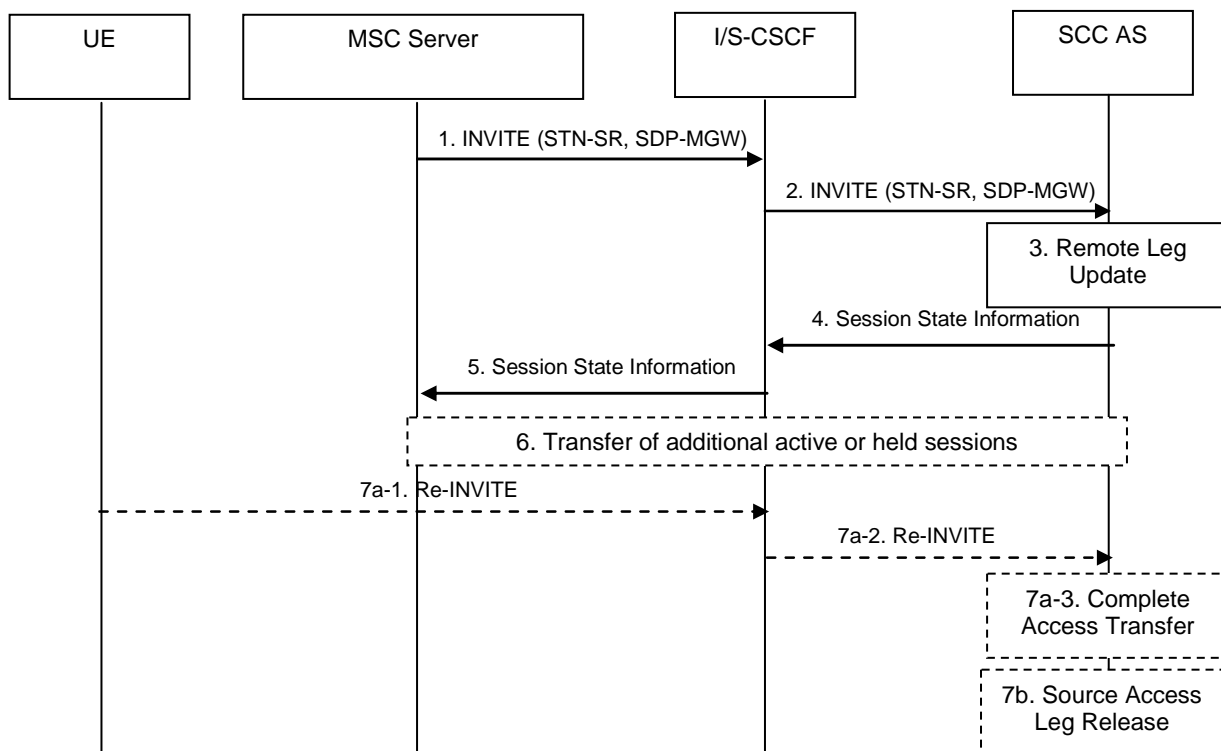 UE
MSC Server
I/S-CSCF
SCC AS
1. INVITE (STN-SR, SDP-MGW)
2. INVITE (STN-SR, SDP-MGW)
3. Remote Leg
Update
4. Session State Information
5. Session State Information
6. Transfer of additional active or held sessions
7a-1. Re-INVITE
7a-2. Re-INVITE
7a-3. Complete
Access Transfer
7b. Source Access
Leg Release